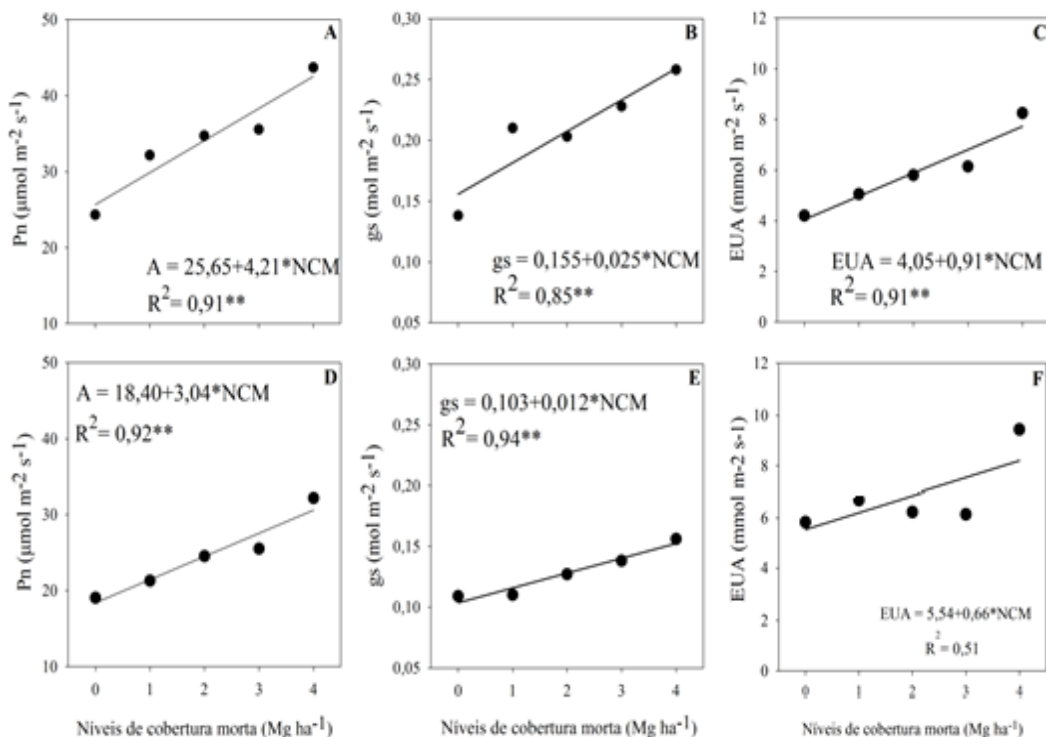 A
50
40
30
20
10
Pn (µmol m⁻² s⁻¹)
A = 25,65+4,21*NCM
R²= 0,91**
B
0,30
0,25
0,20
0,15
0,10
0,05
gs (mol m⁻² s⁻¹)
gs = 0,155+0,025*NCM
R²= 0,85**
C
12
10
8
6
4
2
0
EUA (mmol m⁻² s⁻¹)
EUA = 4,05+0,91*NCM
R²= 0,91**
D
50
40
30
20
10
Pn (µmol m⁻² s⁻¹)
A = 18,40+3,04*NCM
R²= 0,92**
0 1 2 3 4
Níveis de cobertura morta (Mg ha⁻¹)
E
0,30
0,25
0,20
0,15
0,10
0,05
gs (mol m⁻² s⁻¹)
gs = 0,103+0,012*NCM
R²= 0,94**
0 1 2 3 4
Níveis de cobertura morta (Mg ha⁻¹)
F
12
10
8
6
4
2
0
EUA (mmol m-2 s-1)
EUA = 5,54+0,66*NCM
R² = 0,51
0 1 2 3 4
Níveis de cobertura morta (Mg ha⁻¹)